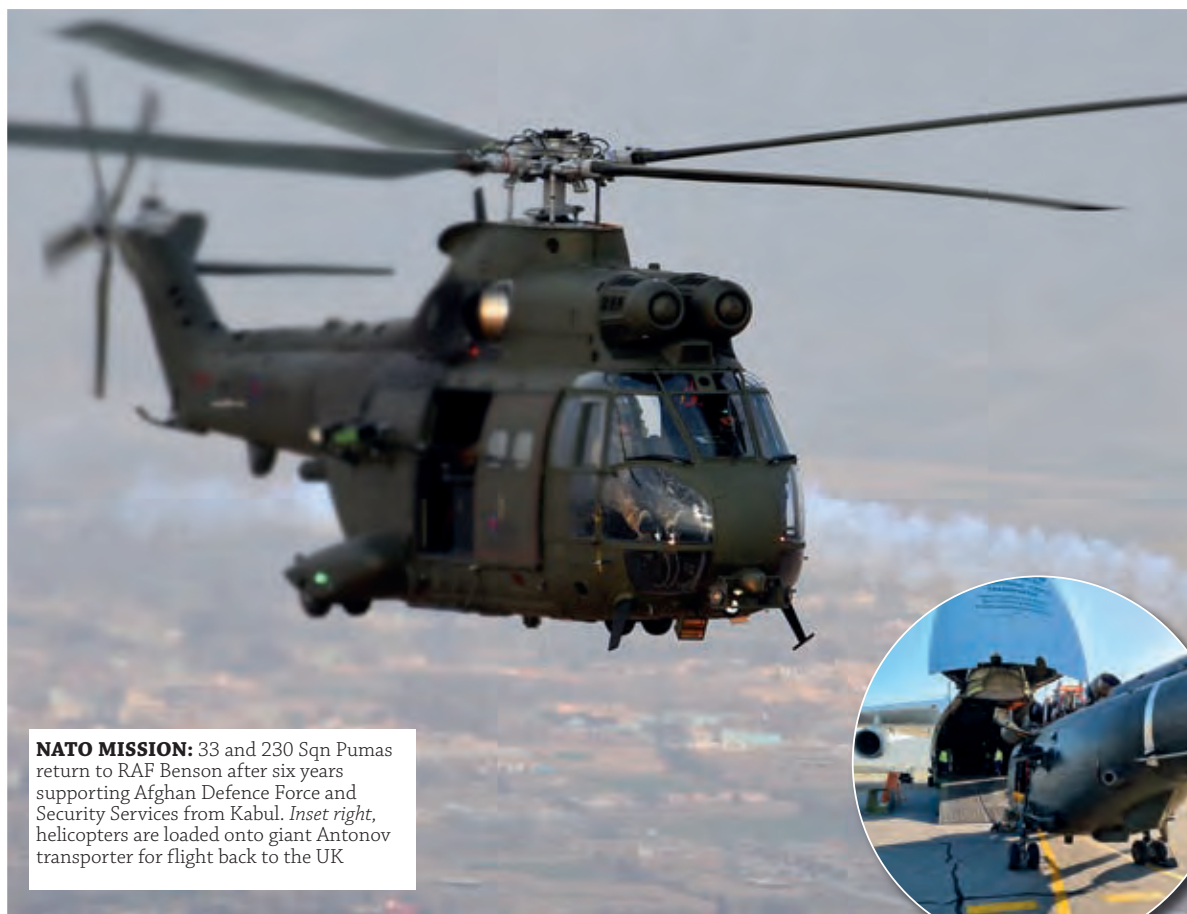 NATO MISSION: 33 and 230 Sqn Pumas
return to RAF Benson after six years
supporting Afghan Defence Force and
Security Services from Kabul. Inset right,
helicopters are loaded onto giant Antonov
transporter for flight back to the UK